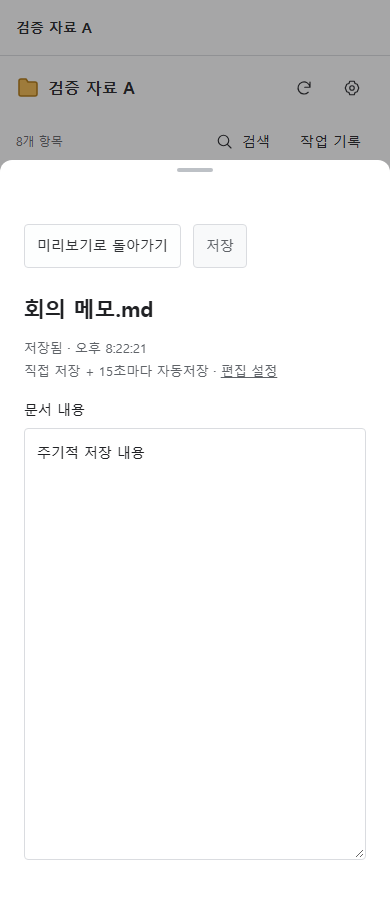 검증 자료 A
검증 자료 A
8개 항목
검색
작업 기록
미리보기로 돌아가기
저장
회의 메모.md
저장됨 · 오후 8:22:21
직접 저장 + 15초마다 자동저장 · 편집 설정
문서 내용
주기적 저장 내용